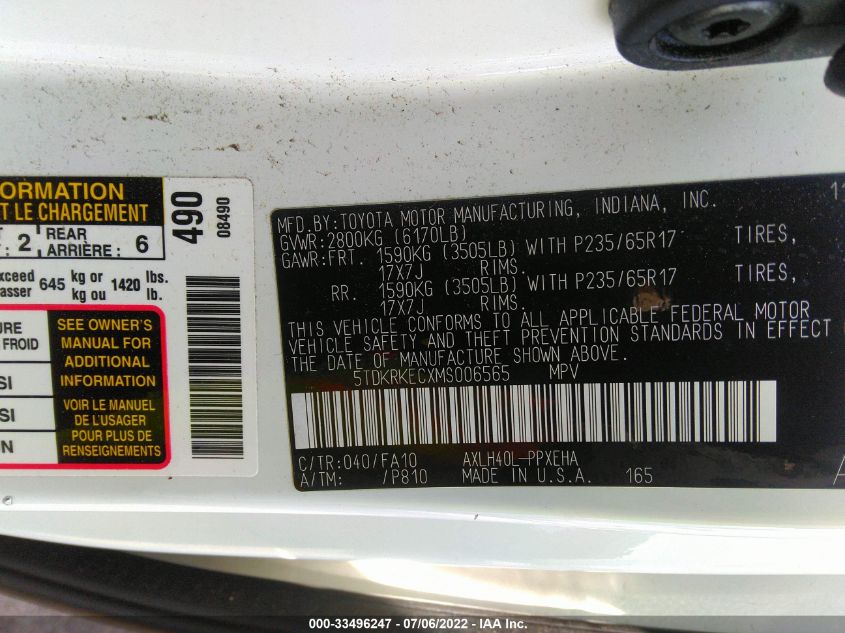 ORMATION
T LE CHARGEMENT
2 REAR
ARRIÈRE: 6
xceed
asser 645 kg or
kg ou 1420 lbs.
lb.
URE
FROID
SI
SI
ON
SEE OWNER'S
MANUAL FOR
ADDITIONAL
INFORMATION
VOIR LE MANUEL
DE L'USAGER
POUR PLUS DE
RENSEIGNEMENTS
490
08490
MFD.BY:TOYOTA MOTOR MANUFACTURING, INDIANA, INC. 11
GVWR:2800KG (6170LB)
GAWR:FRT. 1590KG (3505LB) WITH P235/65R17 TIRES,
17X7J RIMS.
RR. 1590KG (3505LB) WITH P235/65R17 TIRES,
17X7J RIMS.
THIS VEHICLE CONFORMS TO ALL APPLICABLE FEDERAL MOTOR
VEHICLE SAFETY AND THEFT PREVENTION STANDARDS IN EFFECT
THE DATE OF MANUFACTURE SHOWN ABOVE.
5TDKRKECXMS006565 MPV
C/TR:040/FA10 AXLH40L-PPXEHA
A/TM: /P810 MADE IN U.S.A. 165
000-33496247 - 07/06/2022 - IAA Inc.